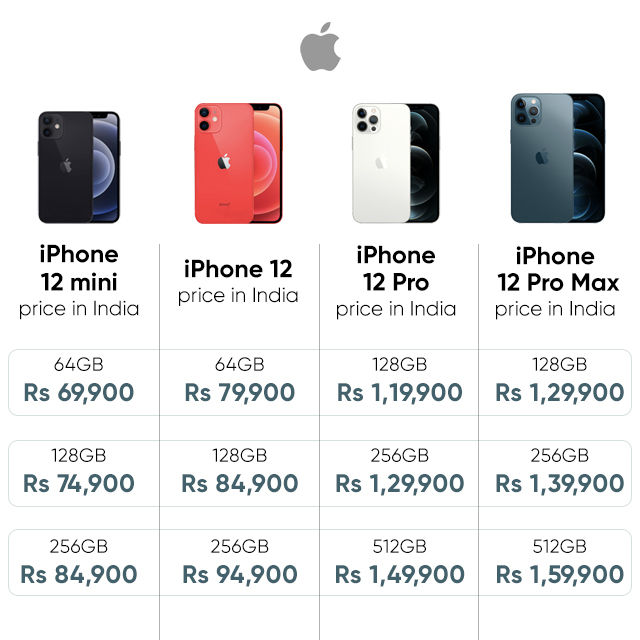 iPhone
12 mini
price in India
iPhone 12
price in India
iPhone
12 Pro
price in India
iPhone
12 Pro Max
price in India
64GB
Rs 69,900
64GB
Rs 79,900
128GB
Rs 1,19,900
128GB
Rs 1,29,900
128GB
Rs 74,900
128GB
Rs 84,900
256GB
Rs 1,29,900
256GB
Rs 1,39,900
256GB
Rs 84,900
256GB
Rs 94,900
512GB
Rs 1,49,900
512GB
Rs 1,59,900